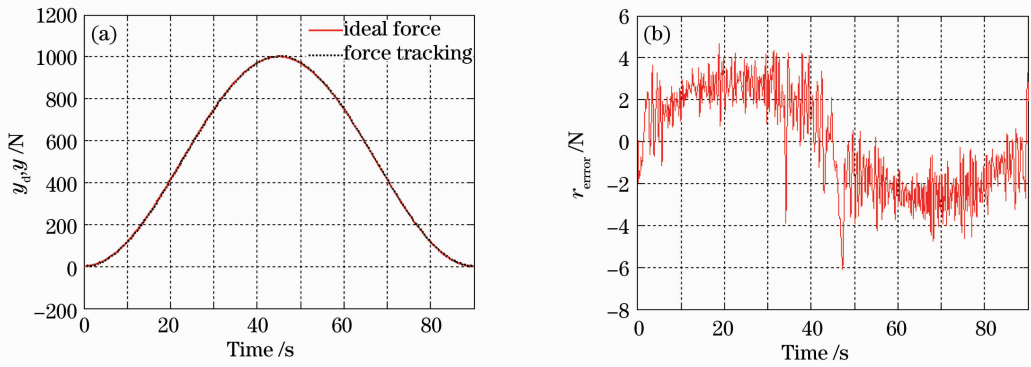 (a)
ideal force
force tracking
1200
1000
800
600
400
200
0
−200
y_d,y /N
0 20 40 60 80
Time /s
(b)
6
4
2
0
−2
−4
−6
−8
r_errror /N
0 20 40 60 80
Time /s